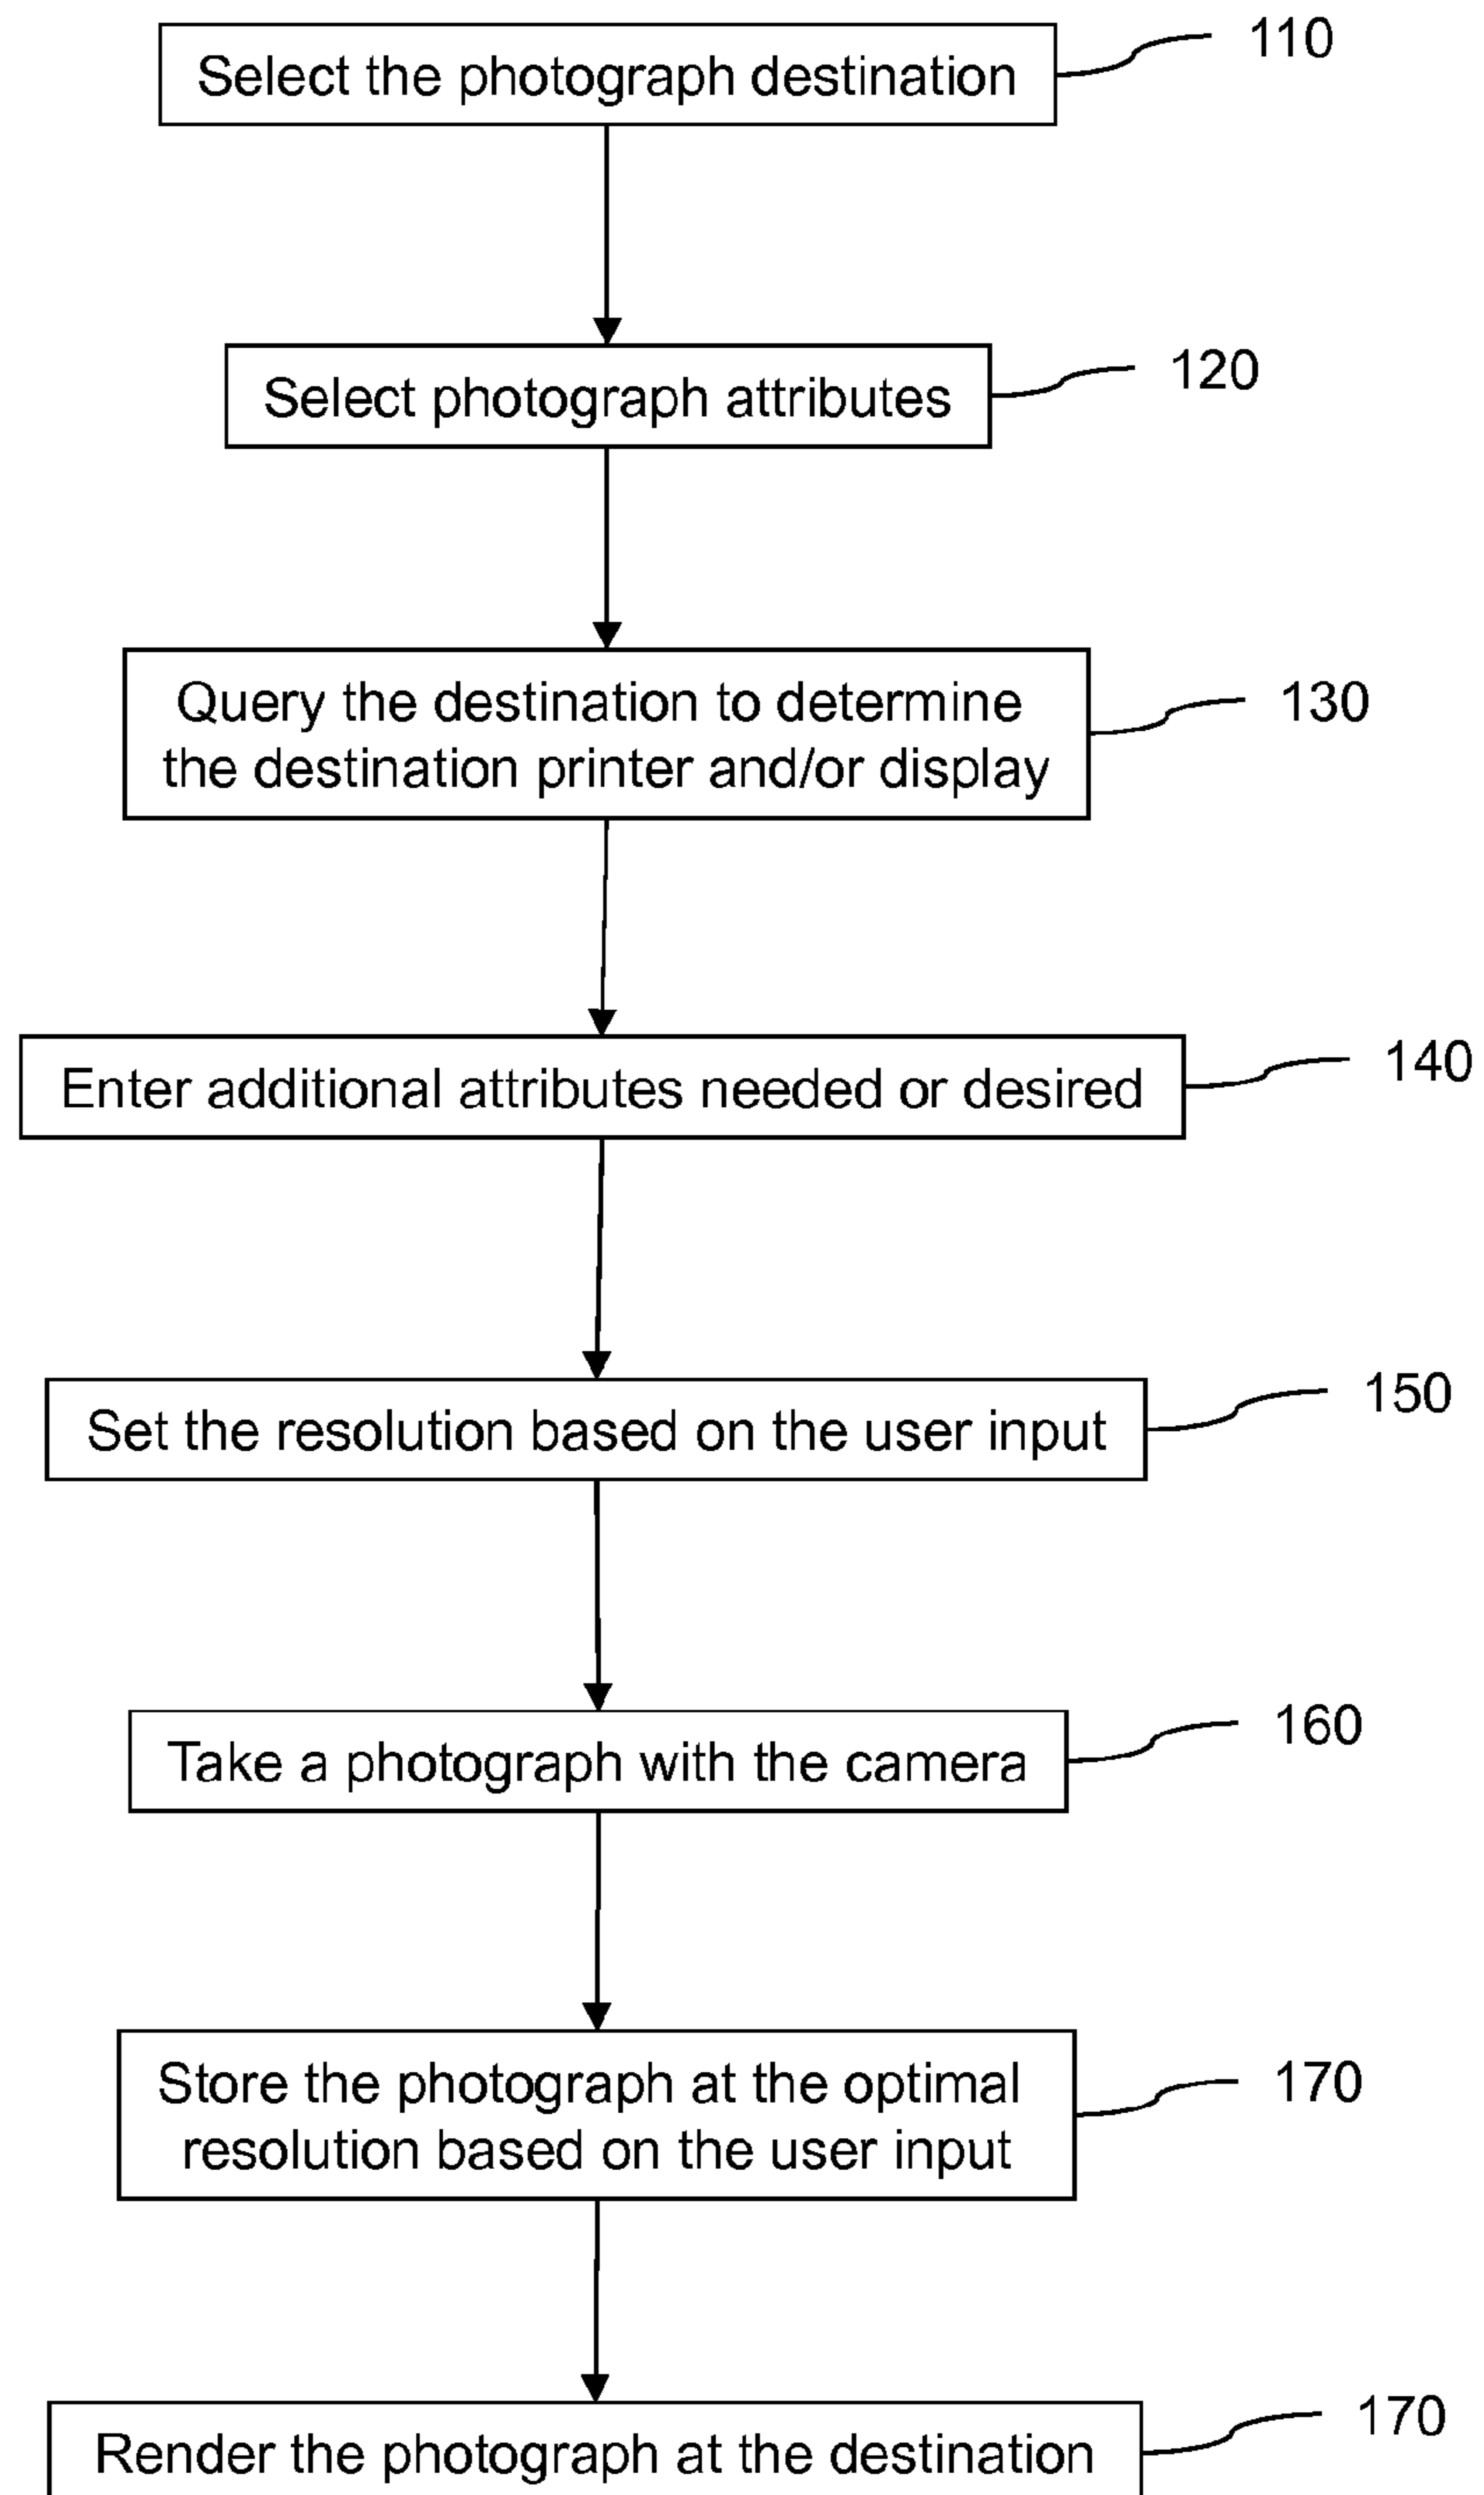 Select the photograph destination
110
Select photograph attributes
120
Query the destination to determine
the destination printer and/or display
130
Enter additional attributes needed or desired
140
Set the resolution based on the user input
150
Take a photograph with the camera
160
Store the photograph at the optimal
resolution based on the user input
170
Render the photograph at the destination
170